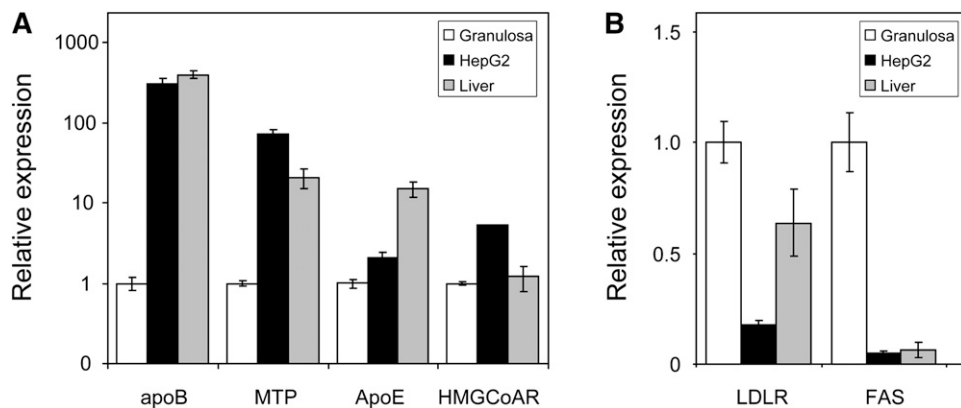 A
Relative expression
1000
100
10
1
0
Granulosa
HepG2
Liver
apoB MTP ApoE HMGCoAR
B
Relative expression
1.5
1.0
0.5
0
Granulosa
HepG2
Liver
LDLR FAS